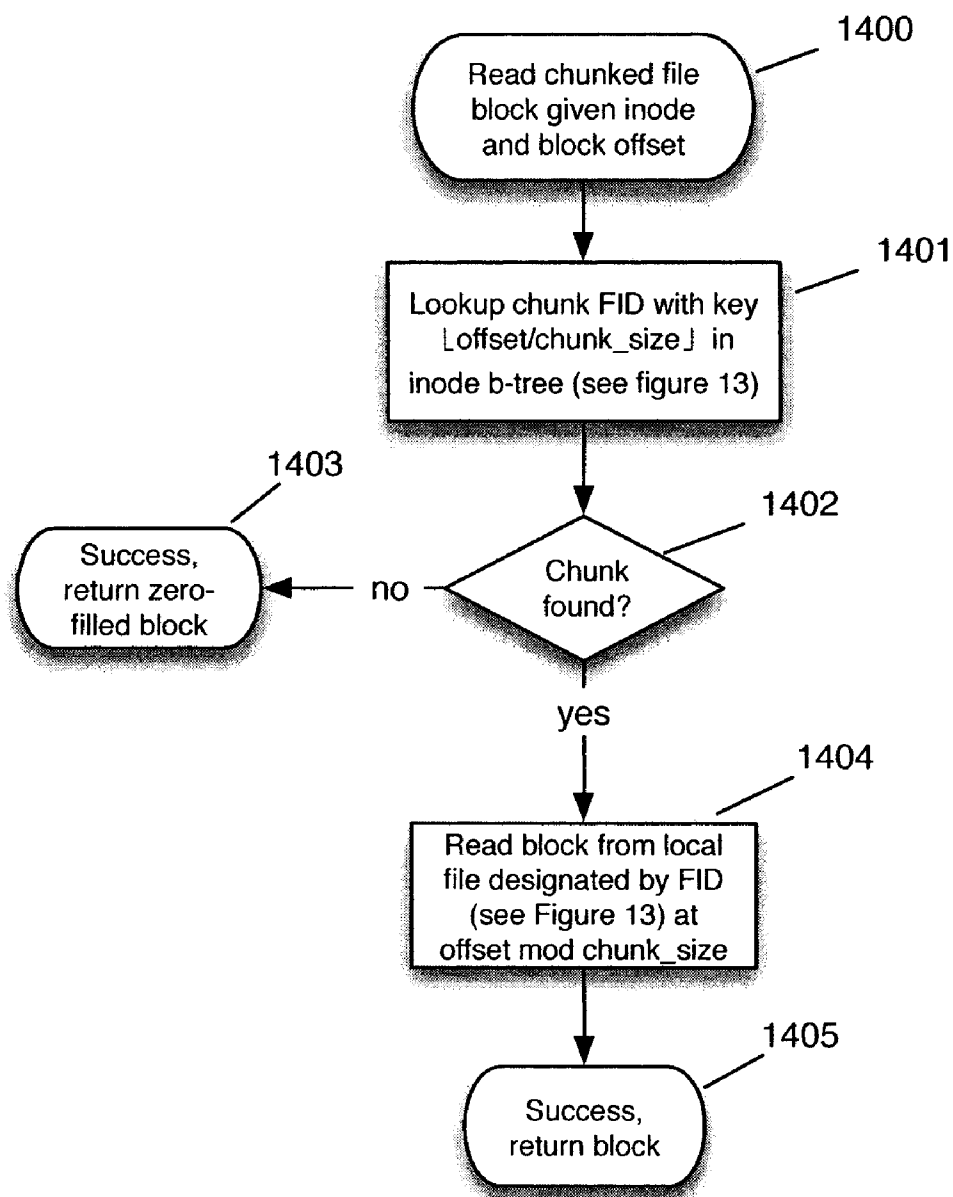 1400
Read chunked file
block given inode
and block offset
1401
Lookup chunk FID with key
⌊offset/chunk_size⌋ in
inode b-tree (see figure 13)
1403
1402
Success,
return zero-
filled block
no
Chunk
found?
yes
1404
Read block from local
file designated by FID
(see Figure 13) at
offset mod chunk_size
1405
Success,
return block